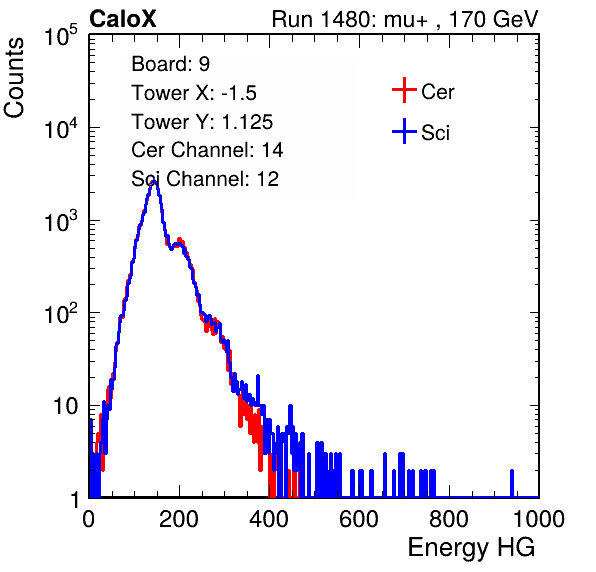 CaloX Run 1480: mu+ , 170 GeV
Counts
Board: 9
Tower X: -1.5
Tower Y: 1.125
Cer Channel: 14
Sci Channel: 12
Cer
Sci
10^5
10^4
10^3
10^2
10
1
0 200 400 600 800 1000
Energy HG